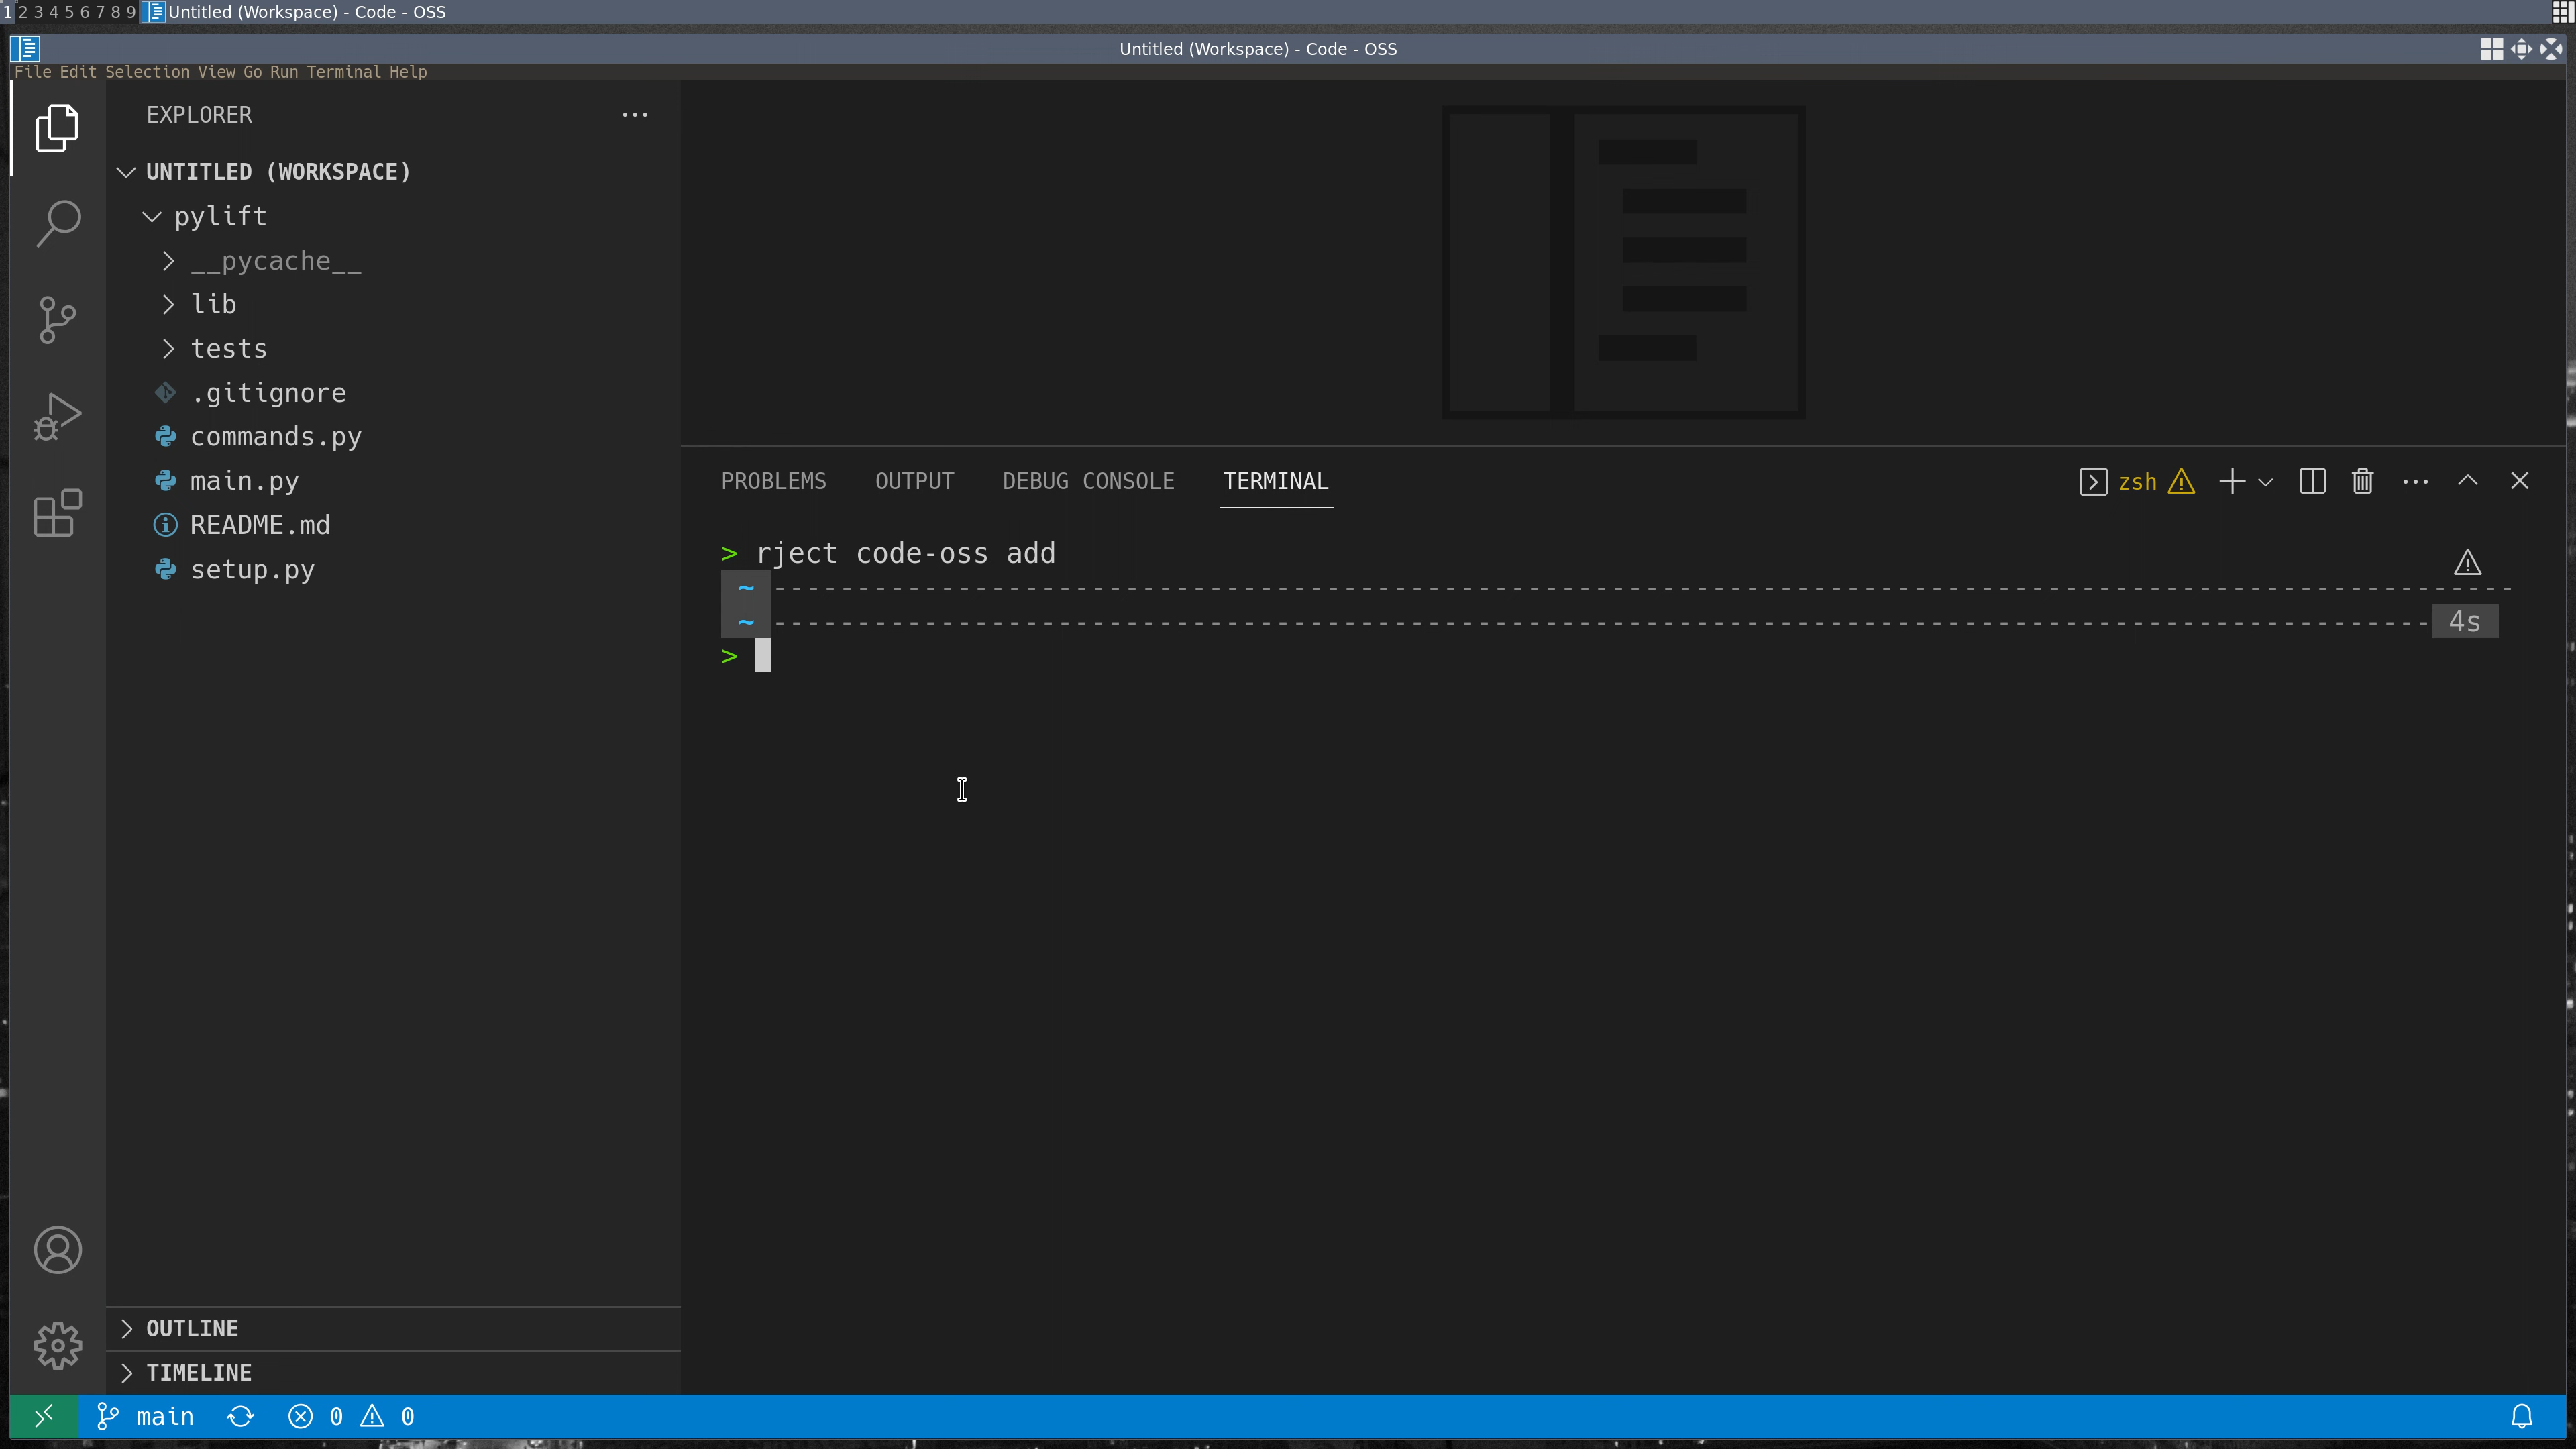 1 2 3 4 5 6 7 8 9 Untitled (Workspace) - Code - OSS
Untitled (Workspace) - Code - OSS
File Edit Selection View Go Run Terminal Help
EXPLORER
UNTITLED (WORKSPACE)
pylift
__pycache__
lib
tests
.gitignore
commands.py
main.py
README.md
setup.py
OUTLINE
TIMELINE
PROBLEMS OUTPUT DEBUG CONSOLE TERMINAL
zsh
> rject code-oss add
~ ----------------------------------------------------------------------------------------------------
~ ---------------------------------------------------------------------------------------------------- 4s
>
main 0 0